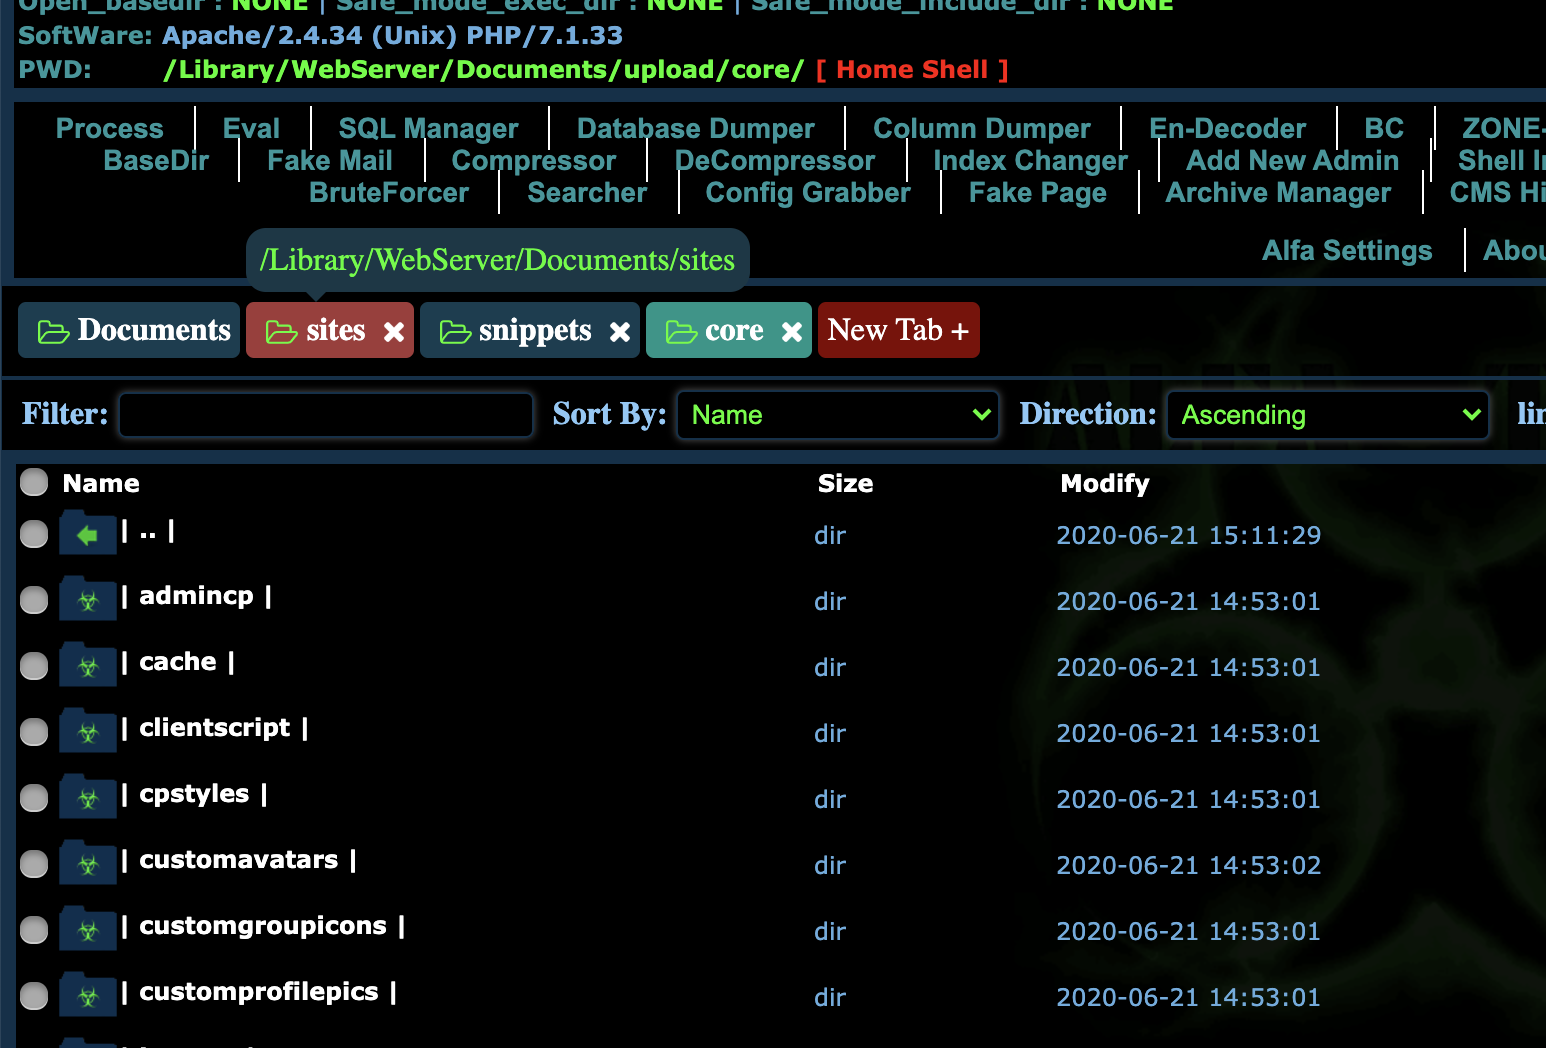 Open_basedir : NONE | Safe_mode_exec_dir : NONE | Safe_mode_include_dir : NONE
SoftWare: Apache/2.4.34 (Unix) PHP/7.1.33
PWD: /Library/WebServer/Documents/upload/core/ [ Home Shell ]
Process Eval SQL Manager Database Dumper Column Dumper En-Decoder BC ZONE-
BaseDir Fake Mail Compressor DeCompressor Index Changer Add New Admin Shell
BruteForcer Searcher Config Grabber Fake Page Archive Manager CMS
Alfa Settings
/Library/WebServer/Documents/sites
Documents sites snippets core New Tab +
Filter: Sort By: Name Direction: Ascending
Name Size Modify
| .. | dir 2020-06-21 15:11:29
| admincp | dir 2020-06-21 14:53:01
| cache | dir 2020-06-21 14:53:01
| clientscript | dir 2020-06-21 14:53:01
| cpstyles | dir 2020-06-21 14:53:01
| customavatars | dir 2020-06-21 14:53:02
| customgroupicons | dir 2020-06-21 14:53:01
| customprofilepics | dir 2020-06-21 14:53:01